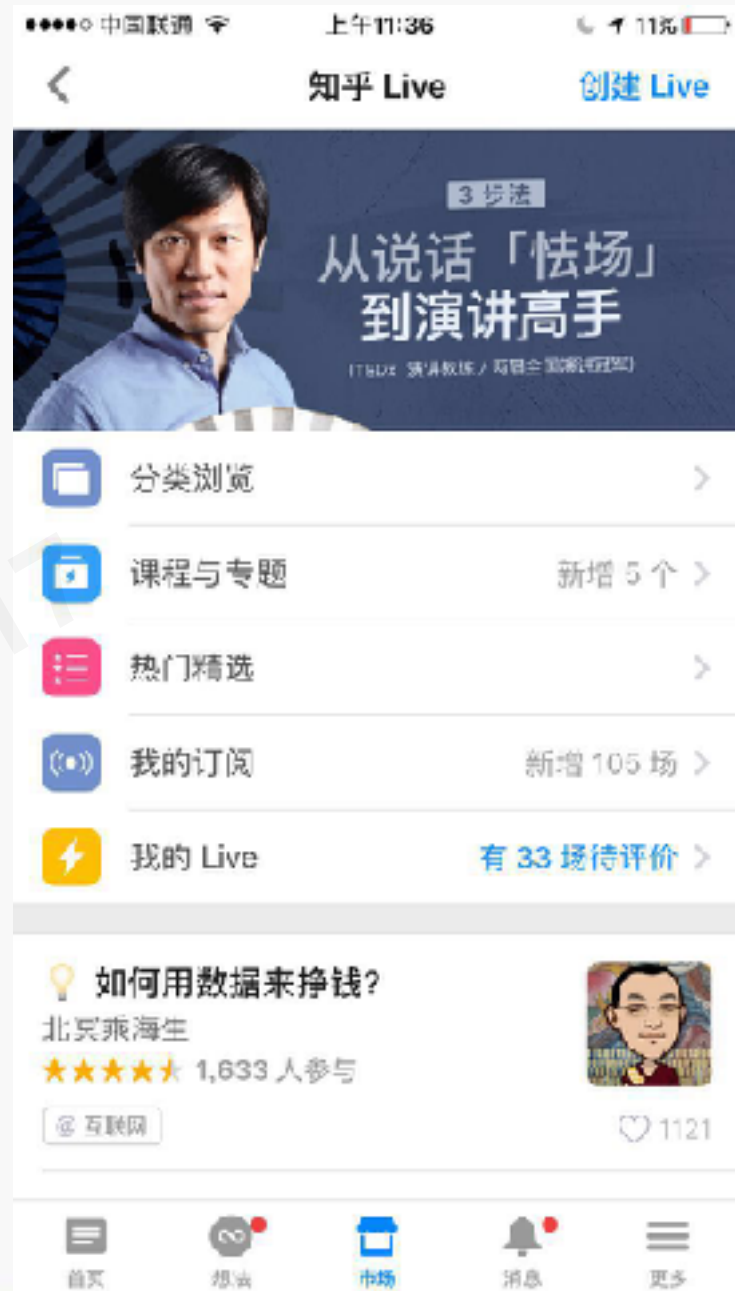 中国联通 上午11:36 11%
知乎 Live 创建 Live
3 步法
从说话「怯场」
到演讲高手
分类浏览
课程与专题 新增 5 个
热门精选
我的订阅 新增 105 场
我的 Live 有 33 场待评价
如何用数据来挣钱?
北冥乘海生
1,633 人参与
@ 互联网 1121
首页 想法 市场 消息 更多
17